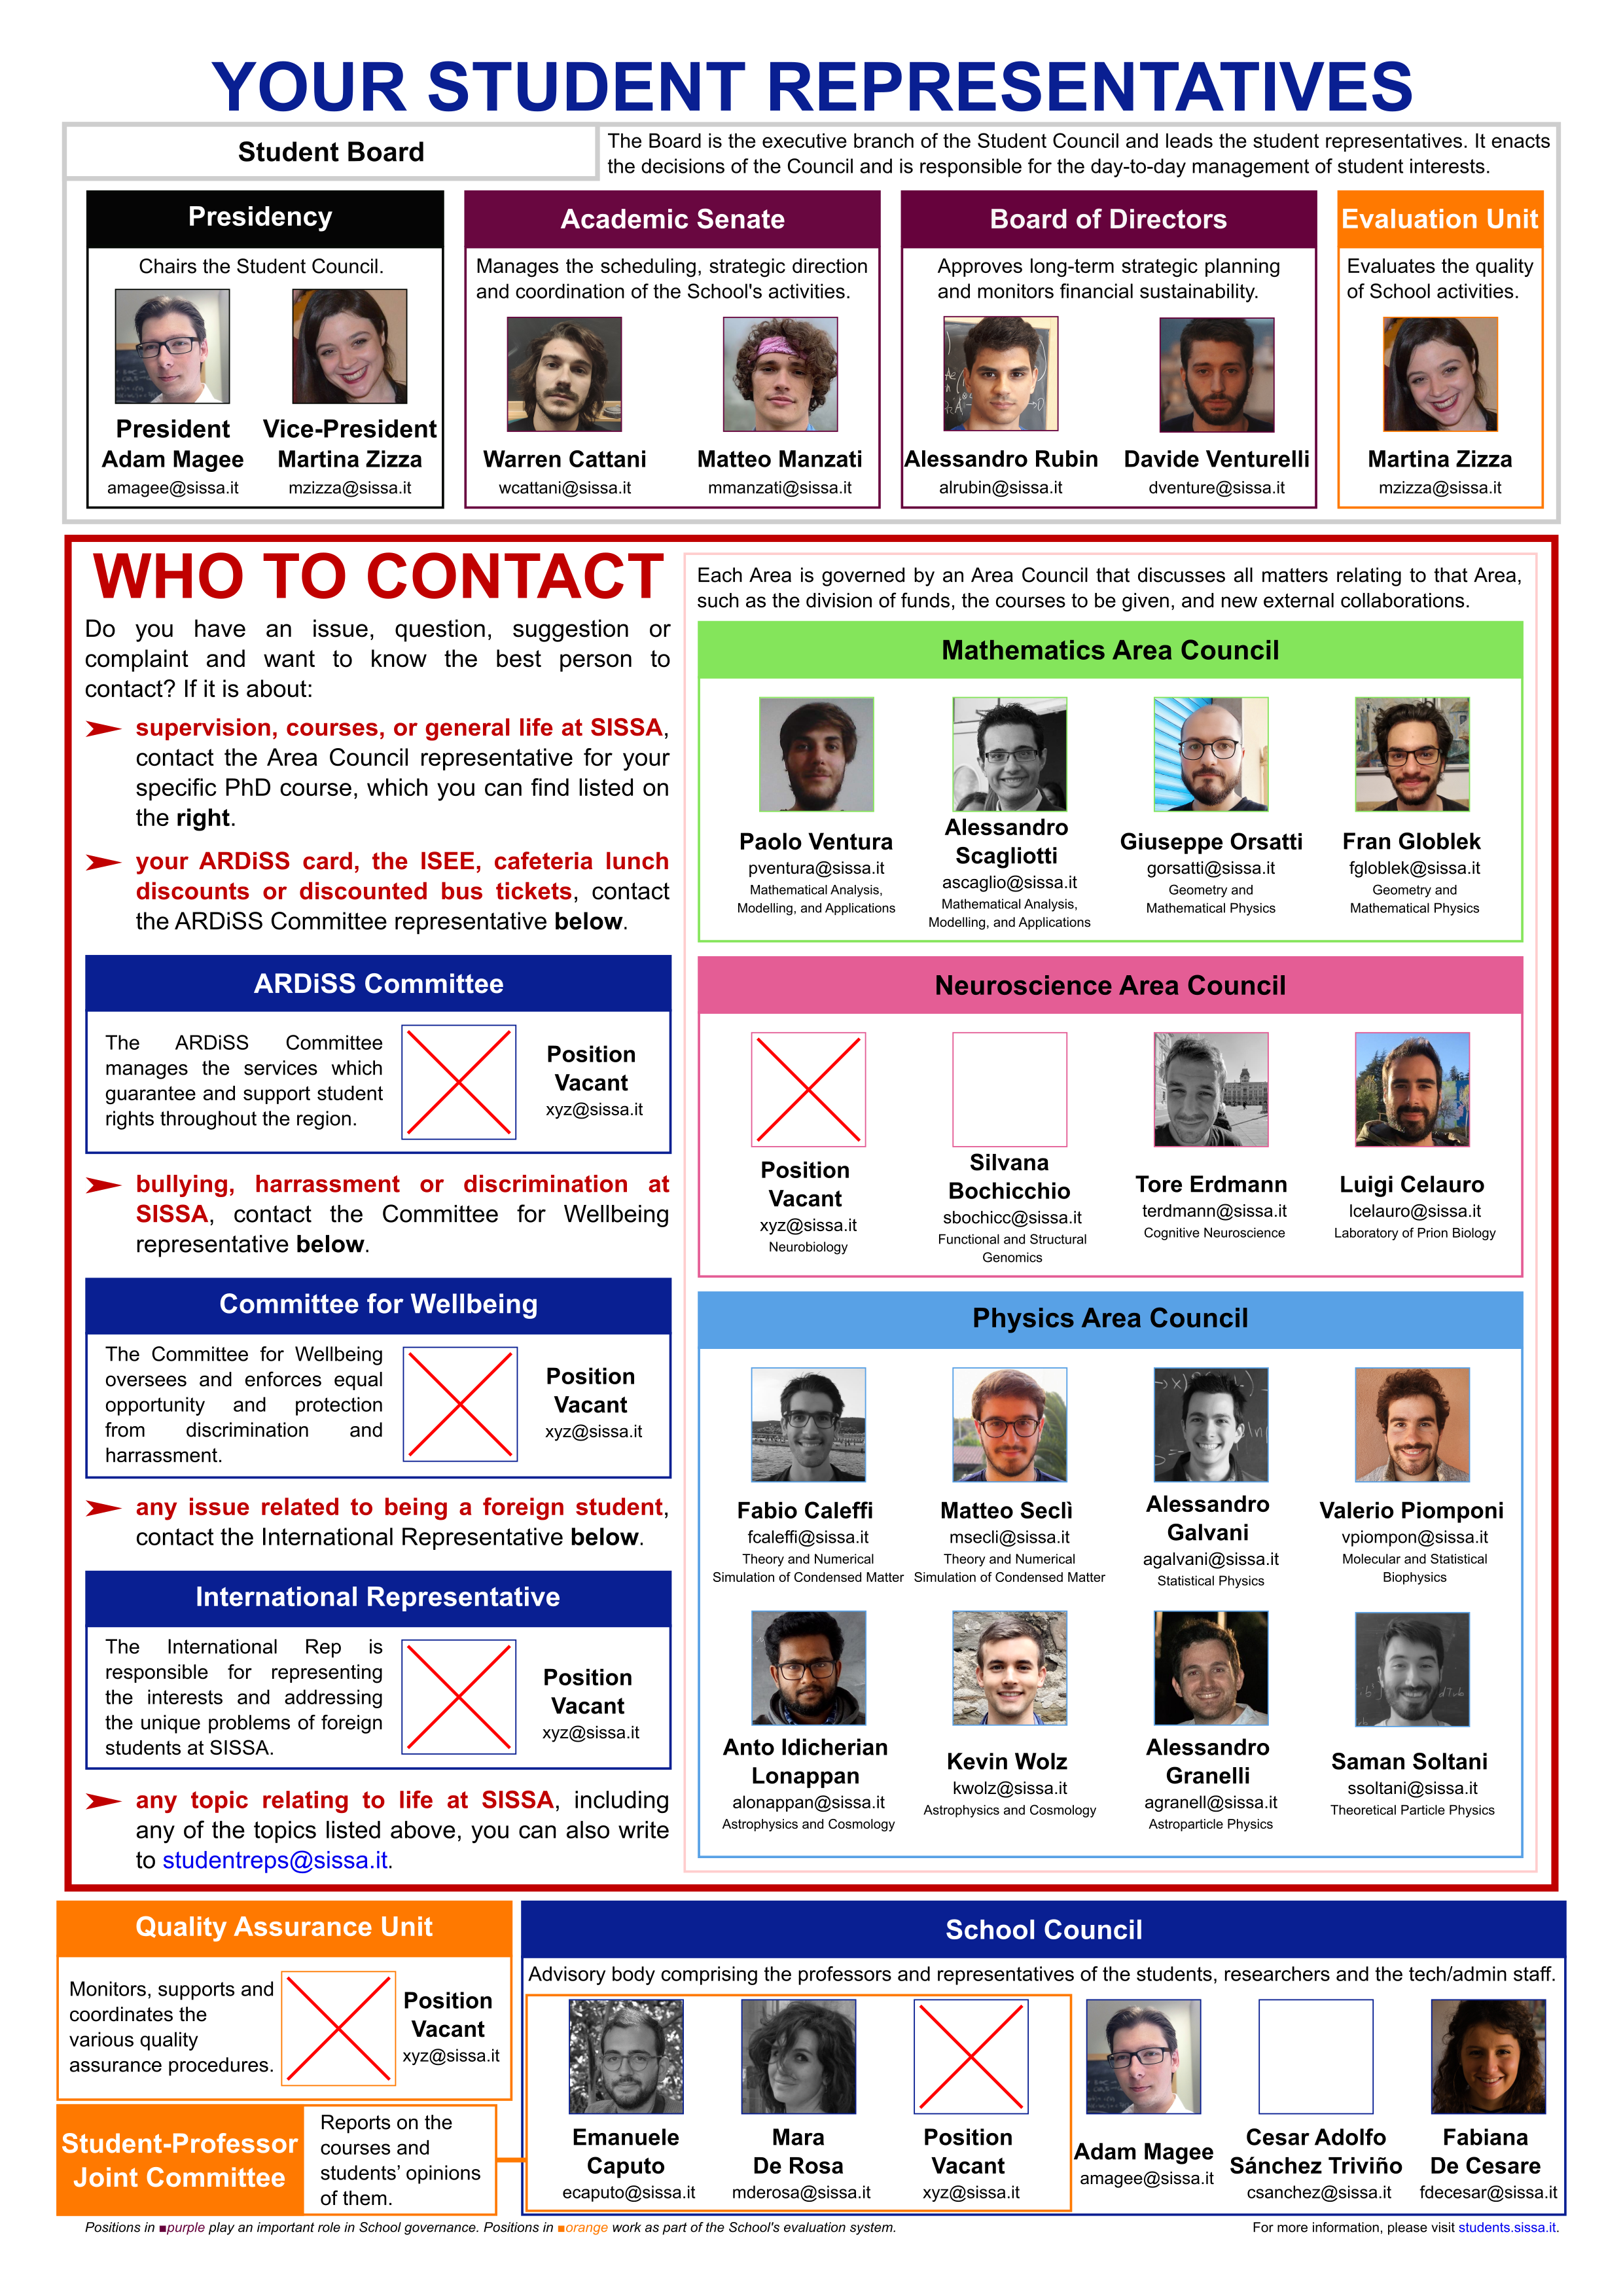 YOUR STUDENT REPRESENTATIVES
Student Board
The Board is the executive branch of the Student Council and leads the student representatives. It enacts
the decisions of the Council and is responsible for the day-to-day management of student interests.
Presidency
Chairs the Student Council.
President
Adam Magee
amagee@sissa.it
Vice-President
Martina Zizza
mzizza@sissa.it
Academic Senate
Manages the scheduling, strategic direction
and coordination of the School's activities.
Warren Cattani
wcattani@sissa.it
Matteo Manzati
mmanzati@sissa.it
Board of Directors
Approves long-term strategic planning
and monitors financial sustainability.
Alessandro Rubin
alrubin@sissa.it
Davide Venturelli
dventure@sissa.it
Evaluation Unit
Evaluates the quality
of School activities.
Martina Zizza
mzizza@sissa.it
WHO TO CONTACT
Do you have an issue, question, suggestion or
complaint and want to know the best person to
contact? If it is about:
supervision, courses, or general life at SISSA,
contact the Area Council representative for your
specific PhD course, which you can find listed on
the right.
your ARDiSS card, the ISEE, cafeteria lunch
discounts or discounted bus tickets, contact
the ARDiSS Committee representative below.
ARDiSS Committee
The ARDiSS Committee
manages the services which
guarantee and support student
rights throughout the region.
Position
Vacant
xyz@sissa.it
bullying, harrassment or discrimination at
SISSA, contact the Committee for Wellbeing
representative below.
Committee for Wellbeing
The Committee for Wellbeing
oversees and enforces equal
opportunity and protection
from discrimination and
harrassment.
Position
Vacant
xyz@sissa.it
any issue related to being a foreign student,
contact the International Representative below.
International Representative
The International Rep is
responsible for representing
the interests and addressing
the unique problems of foreign
students at SISSA.
Position
Vacant
xyz@sissa.it
any topic relating to life at SISSA, including
any of the topics listed above, you can also write
to studentreps@sissa.it.
Each Area is governed by an Area Council that discusses all matters relating to that Area,
such as the division of funds, the courses to be given, and new external collaborations.
Mathematics Area Council
Paolo Ventura
pventura@sissa.it
Mathematical Analysis,
Modelling, and Applications
Alessandro
Scagliotti
ascaglio@sissa.it
Mathematical Analysis,
Modelling, and Applications
Giuseppe Orsatti
gorsatti@sissa.it
Geometry and
Mathematical Physics
Fran Globlek
fgloblek@sissa.it
Geometry and
Mathematical Physics
Neuroscience Area Council
Position
Vacant
xyz@sissa.it
Neurobiology
Silvana
Bochicchio
sbochicc@sissa.it
Functional and Structural
Genomics
Tore Erdmann
terdmann@sissa.it
Cognitive Neuroscience
Luigi Celauro
lcelauro@sissa.it
Laboratory of Prion Biology
Physics Area Council
Fabio Caleffi
fcaleffi@sissa.it
Theory and Numerical
Simulation of Condensed Matter
Matteo Seclì
msecli@sissa.it
Theory and Numerical
Simulation of Condensed Matter
Alessandro
Galvani
agalvani@sissa.it
Statistical Physics
Valerio Piomponi
vpiompon@sissa.it
Molecular and Statistical
Biophysics
Anto Idicherian
Lonappan
alonappan@sissa.it
Astrophysics and Cosmology
Kevin Wolz
kwolz@sissa.it
Astrophysics and Cosmology
Alessandro
Granelli
agranell@sissa.it
Astroparticle Physics
Saman Soltani
ssoltani@sissa.it
Theoretical Particle Physics
Quality Assurance Unit
Monitors, supports and
coordinates the
various quality
assurance procedures.
Position
Vacant
xyz@sissa.it
Student-Professor
Joint Committee
Reports on the
courses and
students’ opinions
of them.
School Council
Advisory body comprising the professors and representatives of the students, researchers and the tech/admin staff.
Emanuele
Caputo
ecaputo@sissa.it
Mara
De Rosa
mderosa@sissa.it
Position
Vacant
xyz@sissa.it
Adam Magee
amagee@sissa.it
Cesar Adolfo
Sánchez Triviño
csanchez@sissa.it
Fabiana
De Cesare
fdecesar@sissa.it
Positions in ■purple play an important role in School governance. Positions in ■orange work as part of the School's evaluation system.
For more information, please visit students.sissa.it.